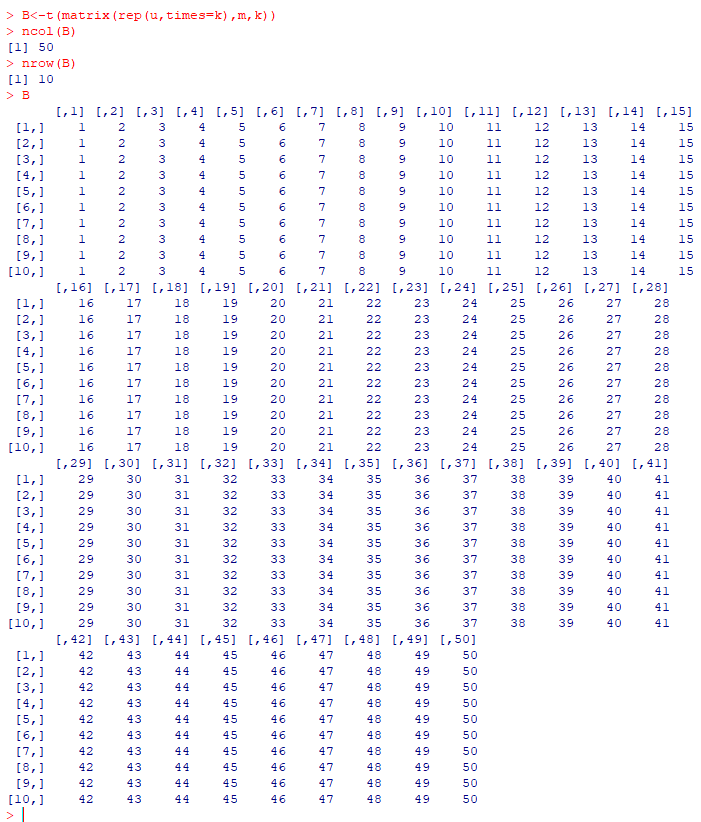 > B<-t(matrix(rep(u,times=k),m,k))
> ncol(B)
[1] 50
> nrow(B)
[1] 10
> B
      [,1] [,2] [,3] [,4] [,5] [,6] [,7] [,8] [,9] [,10] [,11] [,12] [,13] [,14] [,15]
 [1,]    1    2    3    4    5    6    7    8    9    10    11    12    13    14    15
 [2,]    1    2    3    4    5    6    7    8    9    10    11    12    13    14    15
 [3,]    1    2    3    4    5    6    7    8    9    10    11    12    13    14    15
 [4,]    1    2    3    4    5    6    7    8    9    10    11    12    13    14    15
 [5,]    1    2    3    4    5    6    7    8    9    10    11    12    13    14    15
 [6,]    1    2    3    4    5    6    7    8    9    10    11    12    13    14    15
 [7,]    1    2    3    4    5    6    7    8    9    10    11    12    13    14    15
 [8,]    1    2    3    4    5    6    7    8    9    10    11    12    13    14    15
 [9,]    1    2    3    4    5    6    7    8    9    10    11    12    13    14    15
[10,]    1    2    3    4    5    6    7    8    9    10    11    12    13    14    15
      [,16] [,17] [,18] [,19] [,20] [,21] [,22] [,23] [,24] [,25] [,26] [,27] [,28]
 [1,]    16    17    18    19    20    21    22    23    24    25    26    27    28
 [2,]    16    17    18    19    20    21    22    23    24    25    26    27    28
 [3,]    16    17    18    19    20    21    22    23    24    25    26    27    28
 [4,]    16    17    18    19    20    21    22    23    24    25    26    27    28
 [5,]    16    17    18    19    20    21    22    23    24    25    26    27    28
 [6,]    16    17    18    19    20    21    22    23    24    25    26    27    28
 [7,]    16    17    18    19    20    21    22    23    24    25    26    27    28
 [8,]    16    17    18    19    20    21    22    23    24    25    26    27    28
 [9,]    16    17    18    19    20    21    22    23    24    25    26    27    28
[10,]    16    17    18    19    20    21    22    23    24    25    26    27    28
      [,29] [,30] [,31] [,32] [,33] [,34] [,35] [,36] [,37] [,38] [,39] [,40] [,41]
 [1,]    29    30    31    32    33    34    35    36    37    38    39    40    41
 [2,]    29    30    31    32    33    34    35    36    37    38    39    40    41
 [3,]    29    30    31    32    33    34    35    36    37    38    39    40    41
 [4,]    29    30    31    32    33    34    35    36    37    38    39    40    41
 [5,]    29    30    31    32    33    34    35    36    37    38    39    40    41
 [6,]    29    30    31    32    33    34    35    36    37    38    39    40    41
 [7,]    29    30    31    32    33    34    35    36    37    38    39    40    41
 [8,]    29    30    31    32    33    34    35    36    37    38    39    40    41
 [9,]    29    30    31    32    33    34    35    36    37    38    39    40    41
[10,]    29    30    31    32    33    34    35    36    37    38    39    40    41
      [,42] [,43] [,44] [,45] [,46] [,47] [,48] [,49] [,50]
 [1,]    42    43    44    45    46    47    48    49    50
 [2,]    42    43    44    45    46    47    48    49    50
 [3,]    42    43    44    45    46    47    48    49    50
 [4,]    42    43    44    45    46    47    48    49    50
 [5,]    42    43    44    45    46    47    48    49    50
 [6,]    42    43    44    45    46    47    48    49    50
 [7,]    42    43    44    45    46    47    48    49    50
 [8,]    42    43    44    45    46    47    48    49    50
 [9,]    42    43    44    45    46    47    48    49    50
[10,]    42    43    44    45    46    47    48    49    50
>